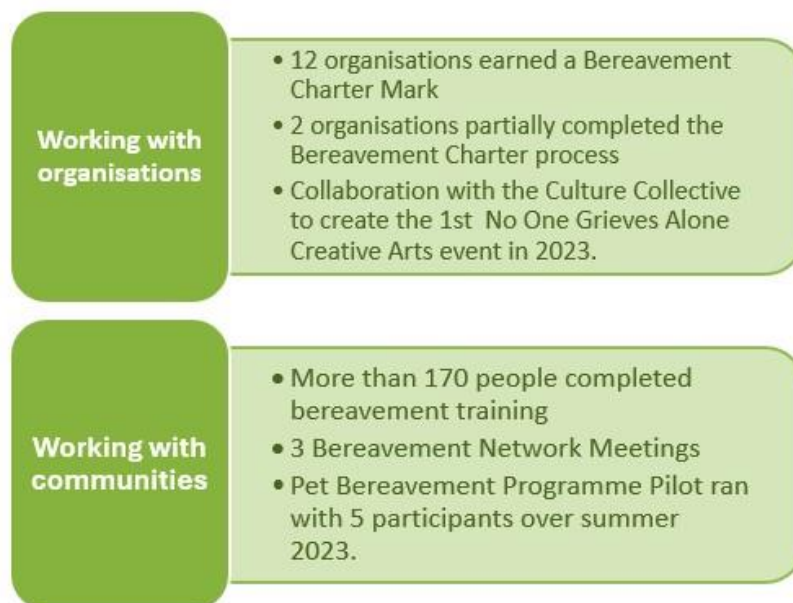 Working with
organisations
• 12 organisations earned a Bereavement
Charter Mark
• 2 organisations partially completed the
Bereavement Charter process
• Collaboration with the Culture Collective
to create the 1st No One Grieves Alone
Creative Arts event in 2023.
Working with
communities
• More than 170 people completed
bereavement training
• 3 Bereavement Network Meetings
• Pet Bereavement Programme Pilot ran
with 5 participants over summer
2023.